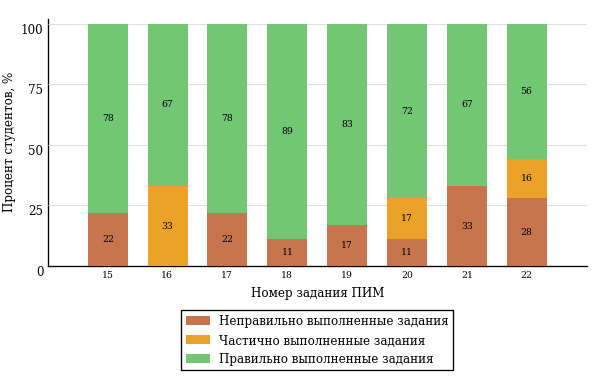 Процент студентов, %
100
75
50
25
0
78 67 78 89 83 72 67 56
22 33 22 11 17 17 33 16
11 28
15 16 17 18 19 20 21 22
Номер задания ПИМ
Неправильно выполненные задания
Частично выполненные задания
Правильно выполненные задания